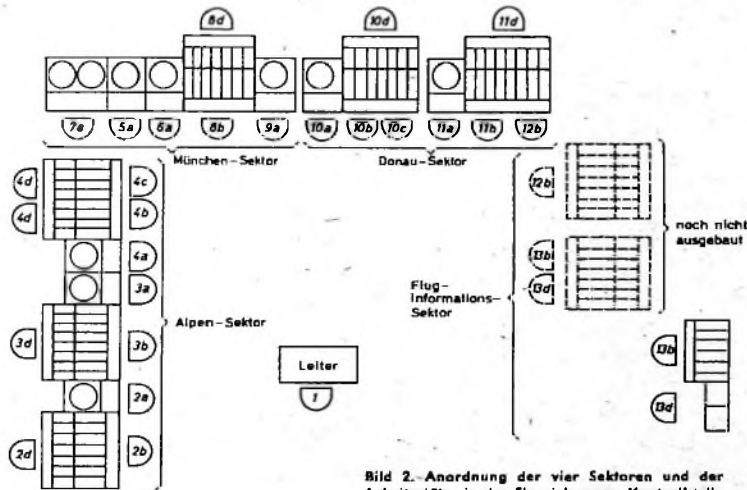 8d
10d
11d
7a 5a 6a 8b 9a 10a 10b 10c 11a 11b 12b
München-Sektor
Donau-Sektor
4d
4c
4d
4b
4a
3a
3d
3b
2a
2d
2b
Alpen-Sektor
12b
13b
13d
noch nicht
ausgebaut
Flug-
Informations-
Sektor
13b
13d
Leiter
1
Bild 2. Anordnung der vier Sektoren und der